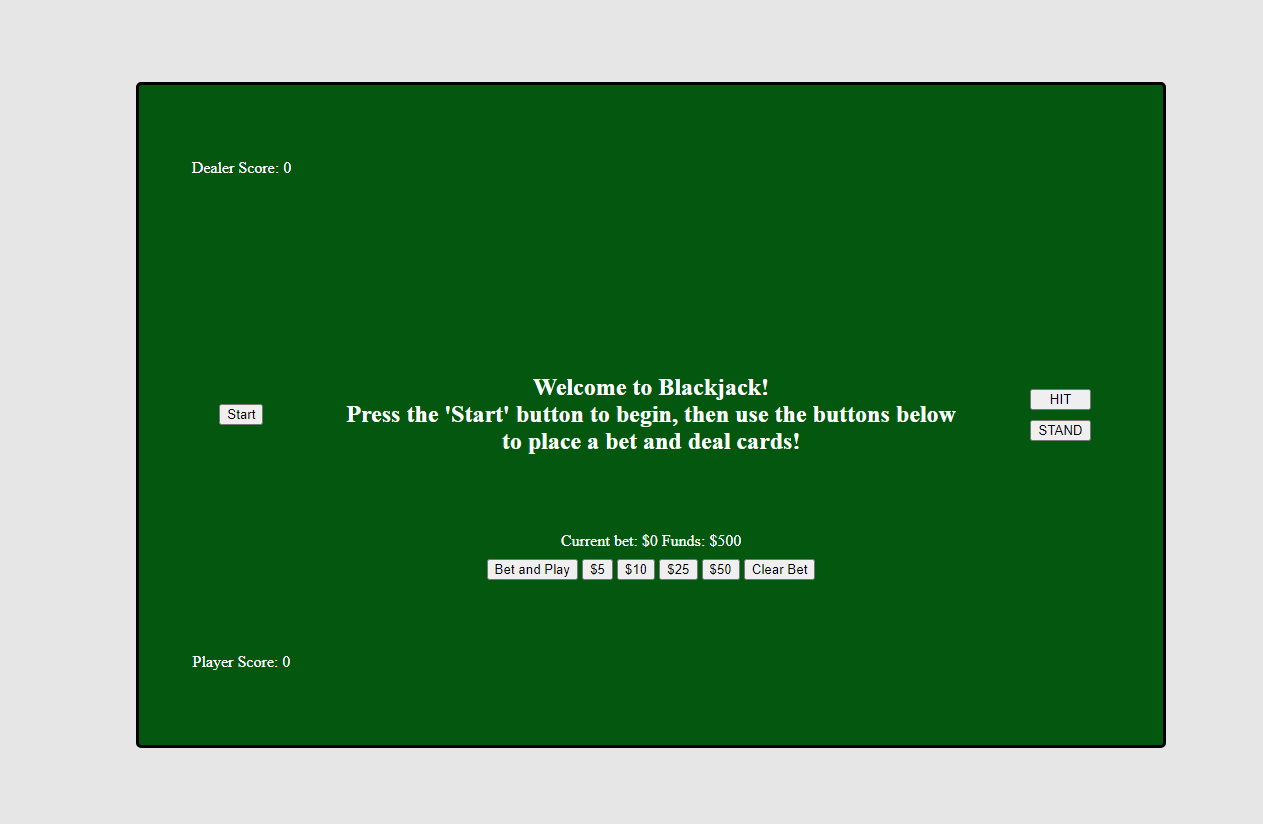 Dealer Score: 0
Welcome to Blackjack!
Start
Press the 'Start' button to begin, then use the buttons below
to place a bet and deal cards!
HIT
STAND
Current bet: $0 Funds: $500
Bet and Play $5 $10 $25 $50 Clear Bet
Player Score: 0